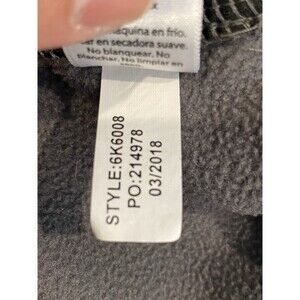 x
máquina en frío.
ar en secadora suave.
No blanquear. No
planchar. No limpiar en
STYLE:6K6008
PO:214978
03/2018